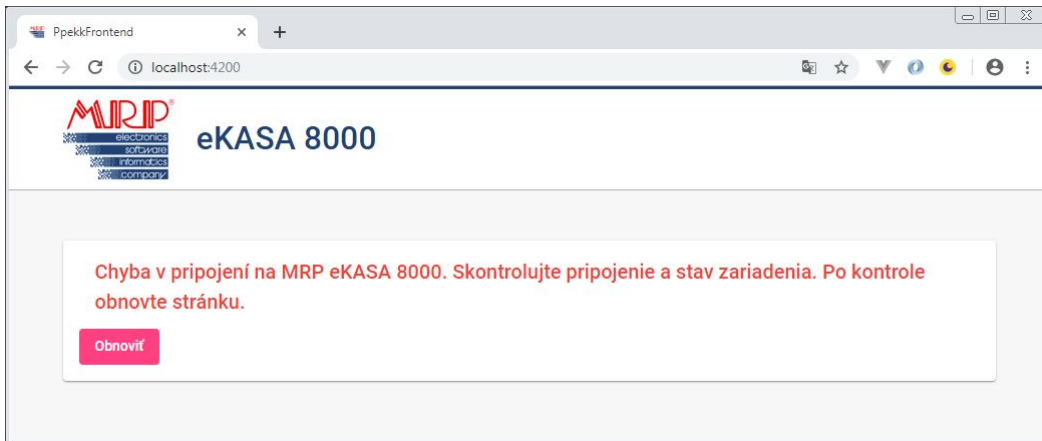 PpekkFrontend
localhost:4200
MRP®
electronics
software
informatics
company
eKASA 8000
Chyba v pripojení na MRP eKASA 8000. Skontrolujte pripojenie a stav zariadenia. Po kontrole
obnovte stránku.
Obnoviť